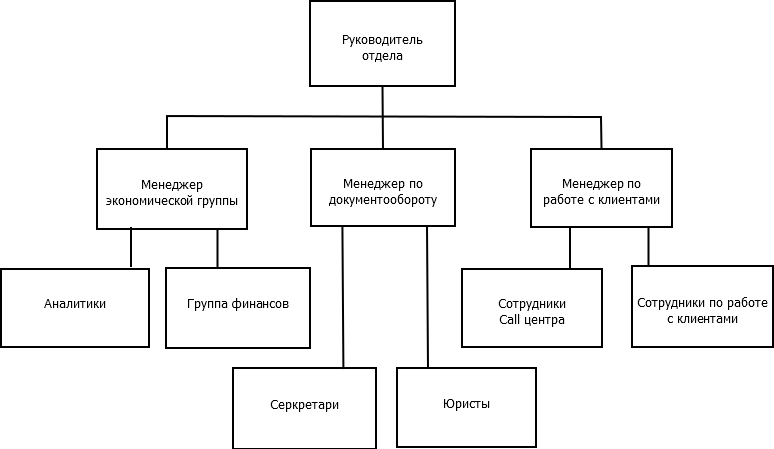 Руководитель
отдела
Менеджер
экономической группы
Менеджер по
документообороту
Менеджер по
работе с клиентами
Аналитики
Группа финансов
Сотрудники
Call центра
Сотрудники по работе
с клиентами
Серкретари
Юристы